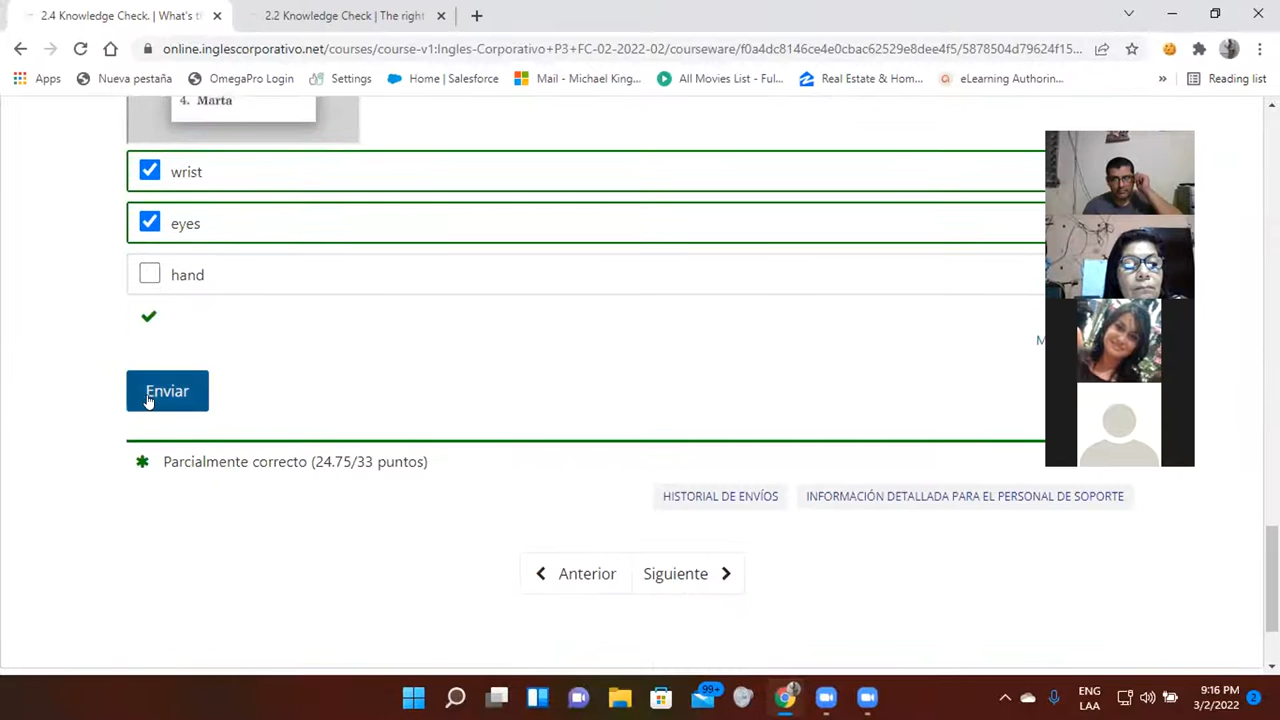 2.4 Knowledge Check. | What's t
2.2 Knowledge Check | The right
online.inglescorporativo.net/courses/course-v1:Ingles-Corporativo+P3+FC-02-2022-02/courseware/f0a4dc8146ce4e0cbac62529e8dee4f5/5878504d79624f15...
Apps
Nueva pestaña
OmegaPro Login
Settings
Home | Salesforce
Mail - Michael King...
All Movies List - Ful...
Real Estate & Hom...
eLearning Authorin...
»
Reading list
4. Marta
wrist
eyes
hand
M
Enviar
Parcialmente correcto (24.75/33 puntos)
HISTORIAL DE ENVÍOS
INFORMACIÓN DETALLADA PARA EL PERSONAL DE SOPORTE
Anterior
Siguiente
99+
ENG
LAA
9:16 PM
3/2/2022
2